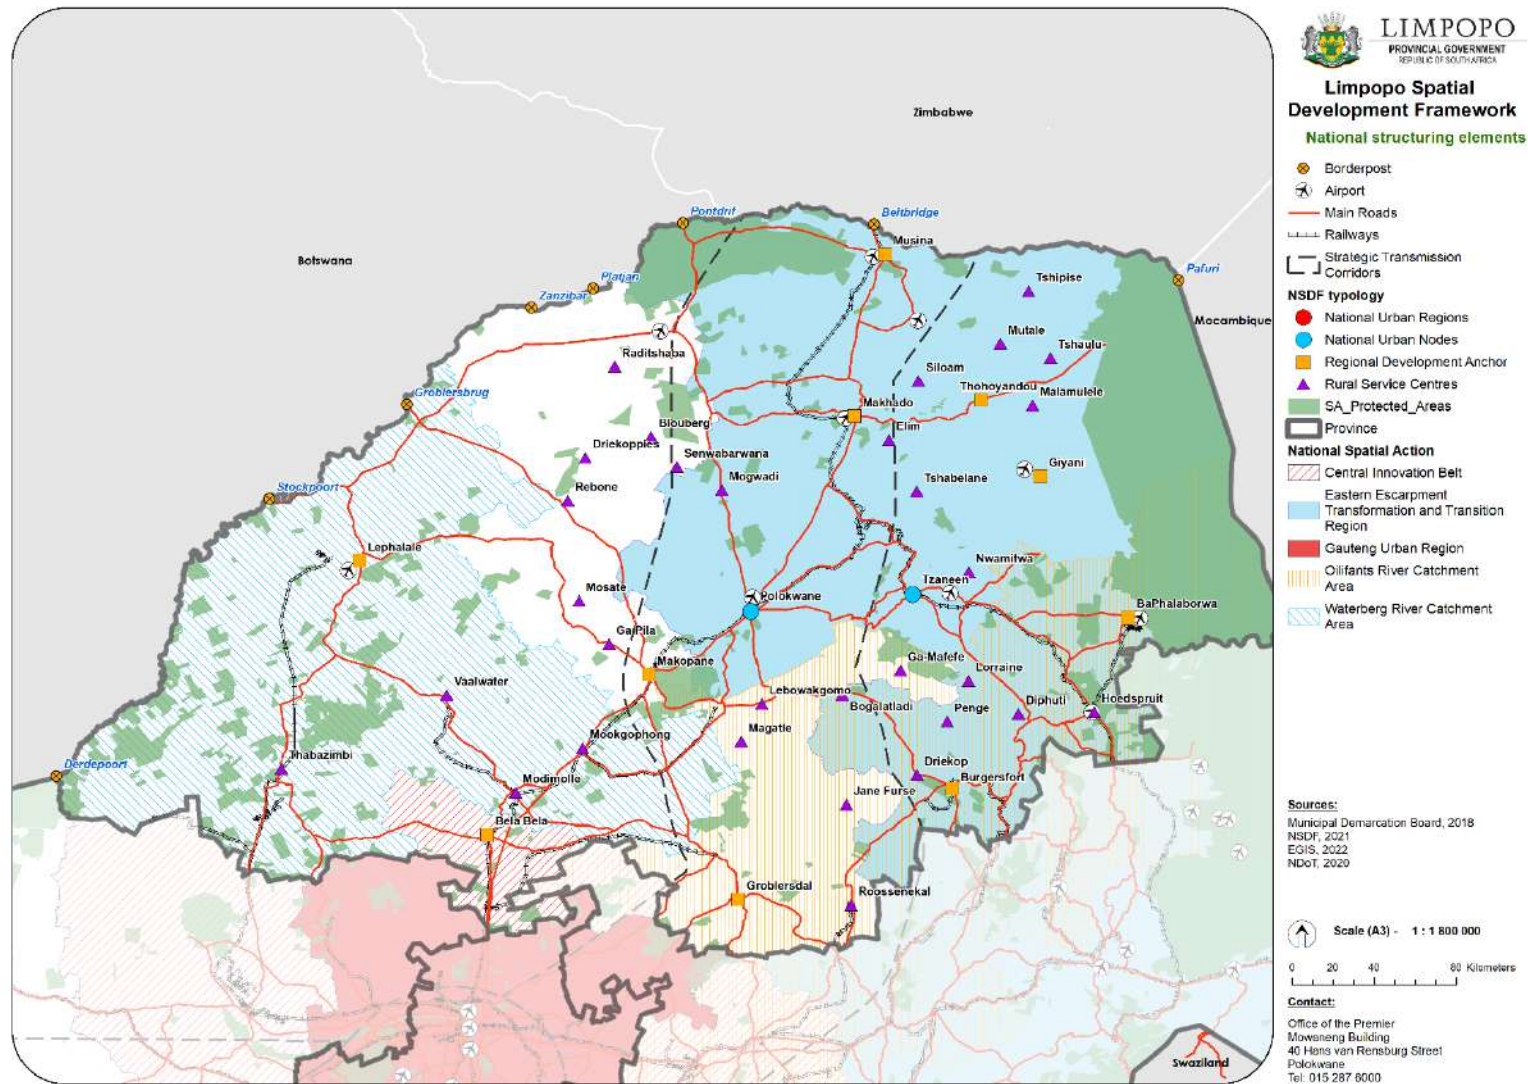 LIMPOPO
PROVINCIAL GOVERNMENT
REPUBLIC OF SOUTH AFRICA
Limpopo Spatial
Development Framework
National structuring elements
Borderpost
Airport
Main Roads
Railways
Strategic Transmission
Corridors
NSDF typology
National Urban Regions
National Urban Nodes
Regional Development Anchor
Rural Service Centres
SA_Protected_Areas
Province
National Spatial Action
Central Innovation Belt
Eastern Escarpment
Transformation and Transition
Region
Gauteng Urban Region
Oilifants River Catchment
Area
Waterberg River Catchment
Area
Sources:
Municipal Demarcation Board, 2018
NSDF, 2021
EGIS, 2022
NDoT, 2020
Scale (A3) - 1 : 1 800 000
0 20 40 80 Kilometers
Contact:
Office of the Premier
Mowaneng Building
40 Hans van Rensburg Street
Polokwane
Tel: 015 287 6000
Zimbabwe
Botswana
Mocambique
Swaziland
Pontdrif
Beitbridge
Musina
Platjan
Zanzibar
Pafuri
Tshipise
Mutale
Tshaulu
Raditshaba
Siloam
Thohoyandou
Malamulele
Groblersbrug
Makhado
Blouberg
Elim
Driekoppies
Senwabarwana
Giyani
Mogwadi
Tshabelane
Rebone
Stockpoort
Lephalale
Nwamitwa
Tzaneen
Mosate
Polokwane
BaPhalaborwa
Ga Pila
Makopane
Ga-Mafefe
Lorraine
Vaalwater
Lebowakgomo
Bogalatladi
Penge
Diphuti
Hoedspruit
Mookgophong
Magatle
Thabazimbi
Derdepoort
Modimolle
Driekop
Burgersfort
Jane Furse
Bela Bela
Groblersdal
Roossenekal